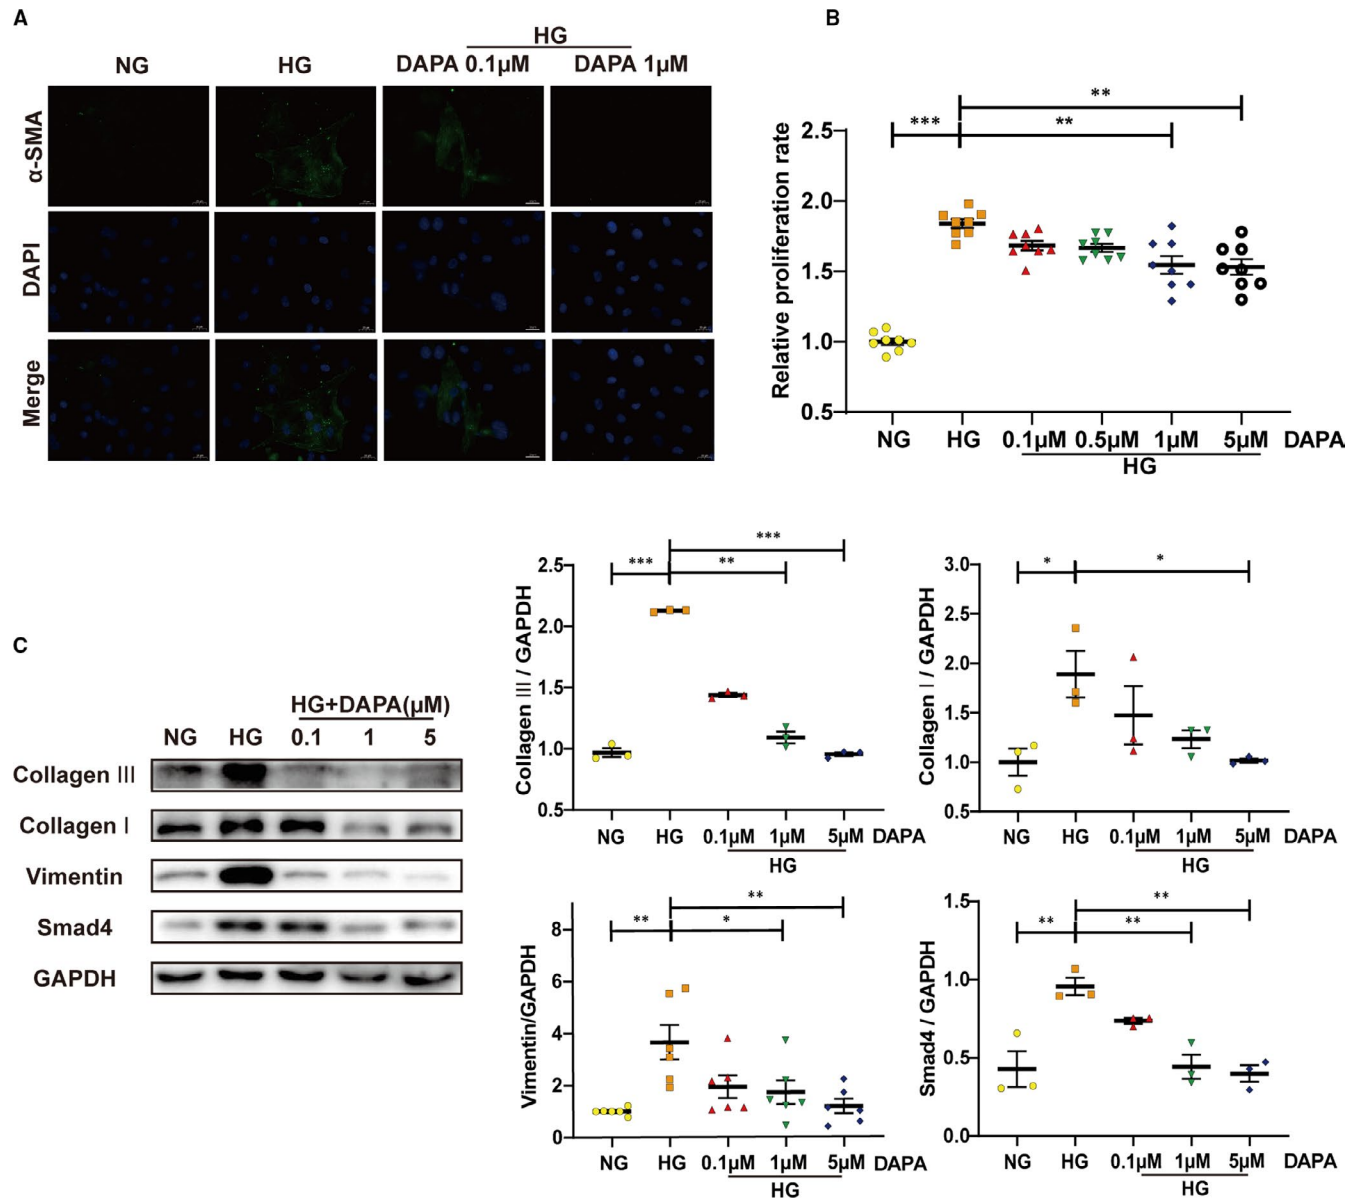 A
HG
NG HG DAPA 0.1μM DAPA 1μM
α-SMA
DAPI
Merge
B
**
*** **
Relative proliferation rate
2.5
2.0
1.5
1.0
0.5
NG HG 0.1μM 0.5μM 1μM 5μM DAPA
HG
C
HG+DAPA(μM)
NG HG 0.1 1 5
Collagen III
Collagen I
Vimentin
Smad4
GAPDH
***
*** **
Collagen III / GAPDH
2.5
2.0
1.5
1.0
0.5
NG HG 0.1μM 1μM 5μM DAPA
HG
* *
Collagen I / GAPDH
3.0
2.5
2.0
1.5
1.0
0.5
NG HG 0.1μM 1μM 5μM DAPA
HG
**
** *
Vimentin/GAPDH
8
6
4
2
0
NG HG 0.1μM 1μM 5μM DAPA
HG
**
** **
Smad4 / GAPDH
1.5
1.0
0.5
0.0
NG HG 0.1μM 1μM 5μM DAPA
HG